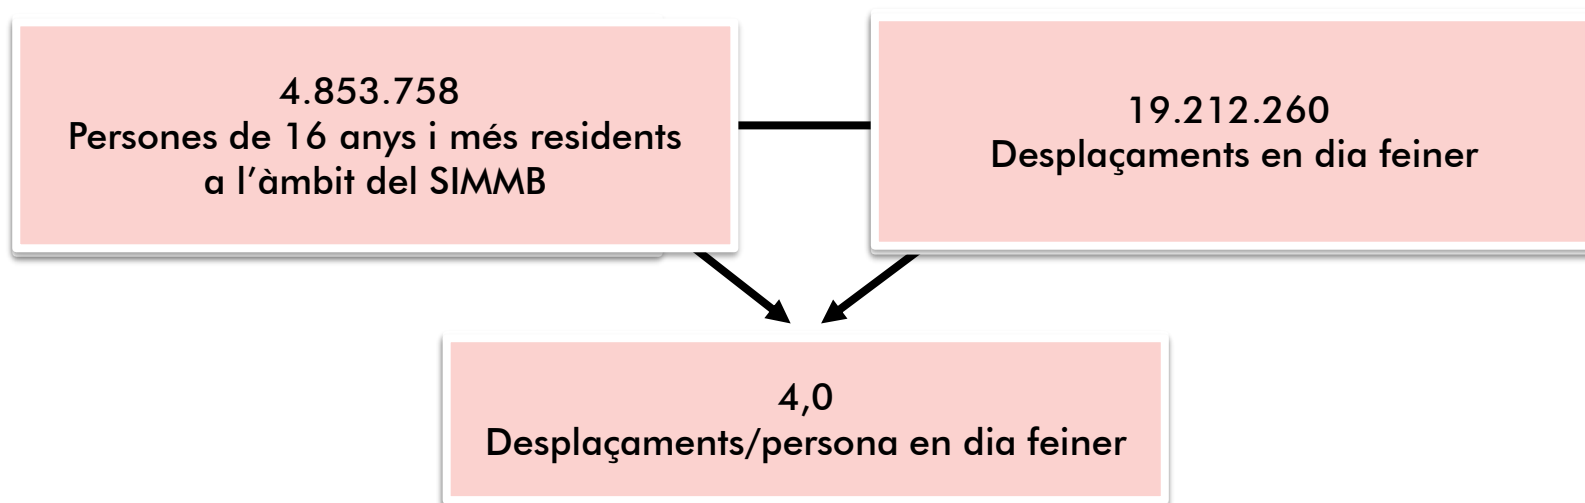 4.853.758
Persones de 16 anys i més residents
a l’àmbit del SIMMB
19.212.260
Desplaçaments en dia feiner
4,0
Desplaçaments/persona en dia feiner